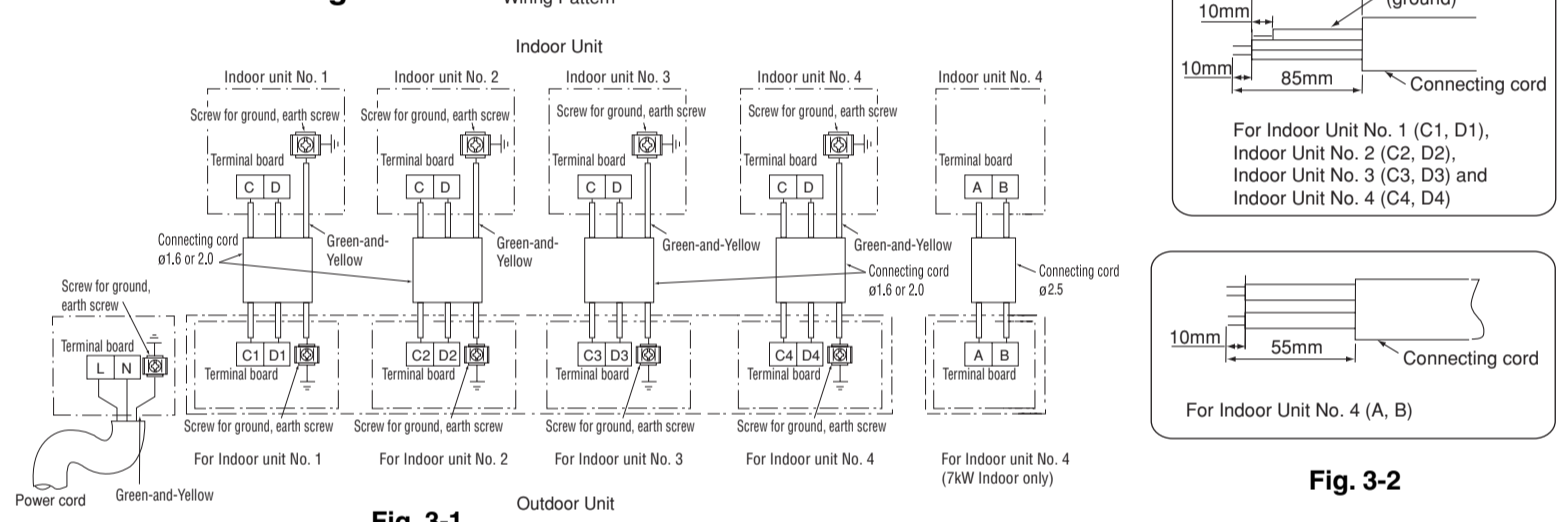 Wiring Pattern
Indoor Unit
Indoor unit No. 1
Indoor unit No. 2
Indoor unit No. 3
Indoor unit No. 4
Indoor unit No. 4
Screw for ground, earth screw
Screw for ground, earth screw
Screw for ground, earth screw
Screw for ground, earth screw
Terminal board
Terminal board
Terminal board
Terminal board
Terminal board
C D
C D
C D
C D
A B
Connecting cord
ø1.6 or 2.0
Green-and-
Yellow
Green-and-
Yellow
Green-and-Yellow
Green-and-Yellow
Connecting cord
ø1.6 or 2.0
Connecting cord
ø2.5
Screw for ground,
earth screw
Terminal board
L N
C1 D1
C2 D2
C3 D3
C4 D4
A B
Terminal board
Terminal board
Terminal board
Terminal board
Terminal board
Screw for ground, earth screw
Screw for ground, earth screw
Screw for ground, earth screw
Screw for ground, earth screw
For Indoor unit No. 1
For Indoor unit No. 2
For Indoor unit No. 3
For Indoor unit No. 4
For Indoor unit No. 4
(7kW Indoor only)
Power cord
Green-and-Yellow
Outdoor Unit
Fig. 3-1
(ground)
10mm
10mm
85mm
Connecting cord
For Indoor Unit No. 1 (C1, D1),
Indoor Unit No. 2 (C2, D2),
Indoor Unit No. 3 (C3, D3) and
Indoor Unit No. 4 (C4, D4)
10mm
55mm
Connecting cord
For Indoor Unit No. 4 (A, B)
Fig. 3-2